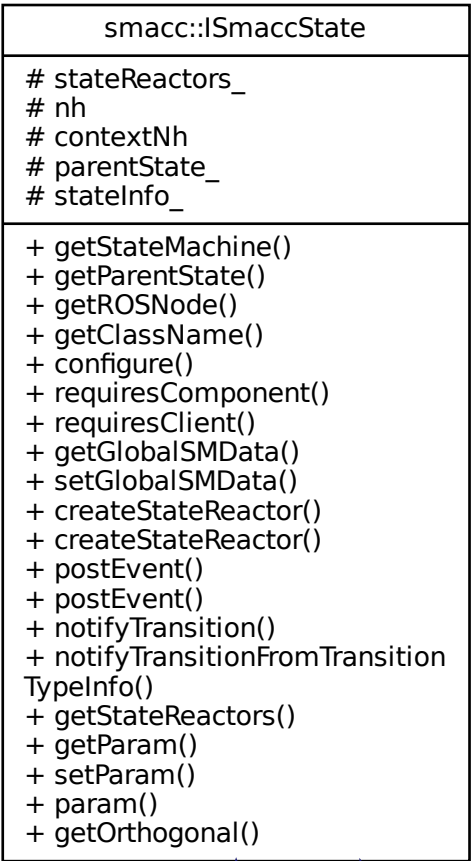 smacc::ISmaccState
# stateReactors_
# nh
# contextNh
# parentState_
# stateInfo_
+ getStateMachine()
+ getParentState()
+ getROSNode()
+ getClassName()
+ configure()
+ requiresComponent()
+ requiresClient()
+ getGlobalSMData()
+ setGlobalSMData()
+ createStateReactor()
+ createStateReactor()
+ postEvent()
+ postEvent()
+ notifyTransition()
+ notifyTransitionFromTransition
TypeInfo()
+ getStateReactors()
+ getParam()
+ setParam()
+ param()
+ getOrthogonal()